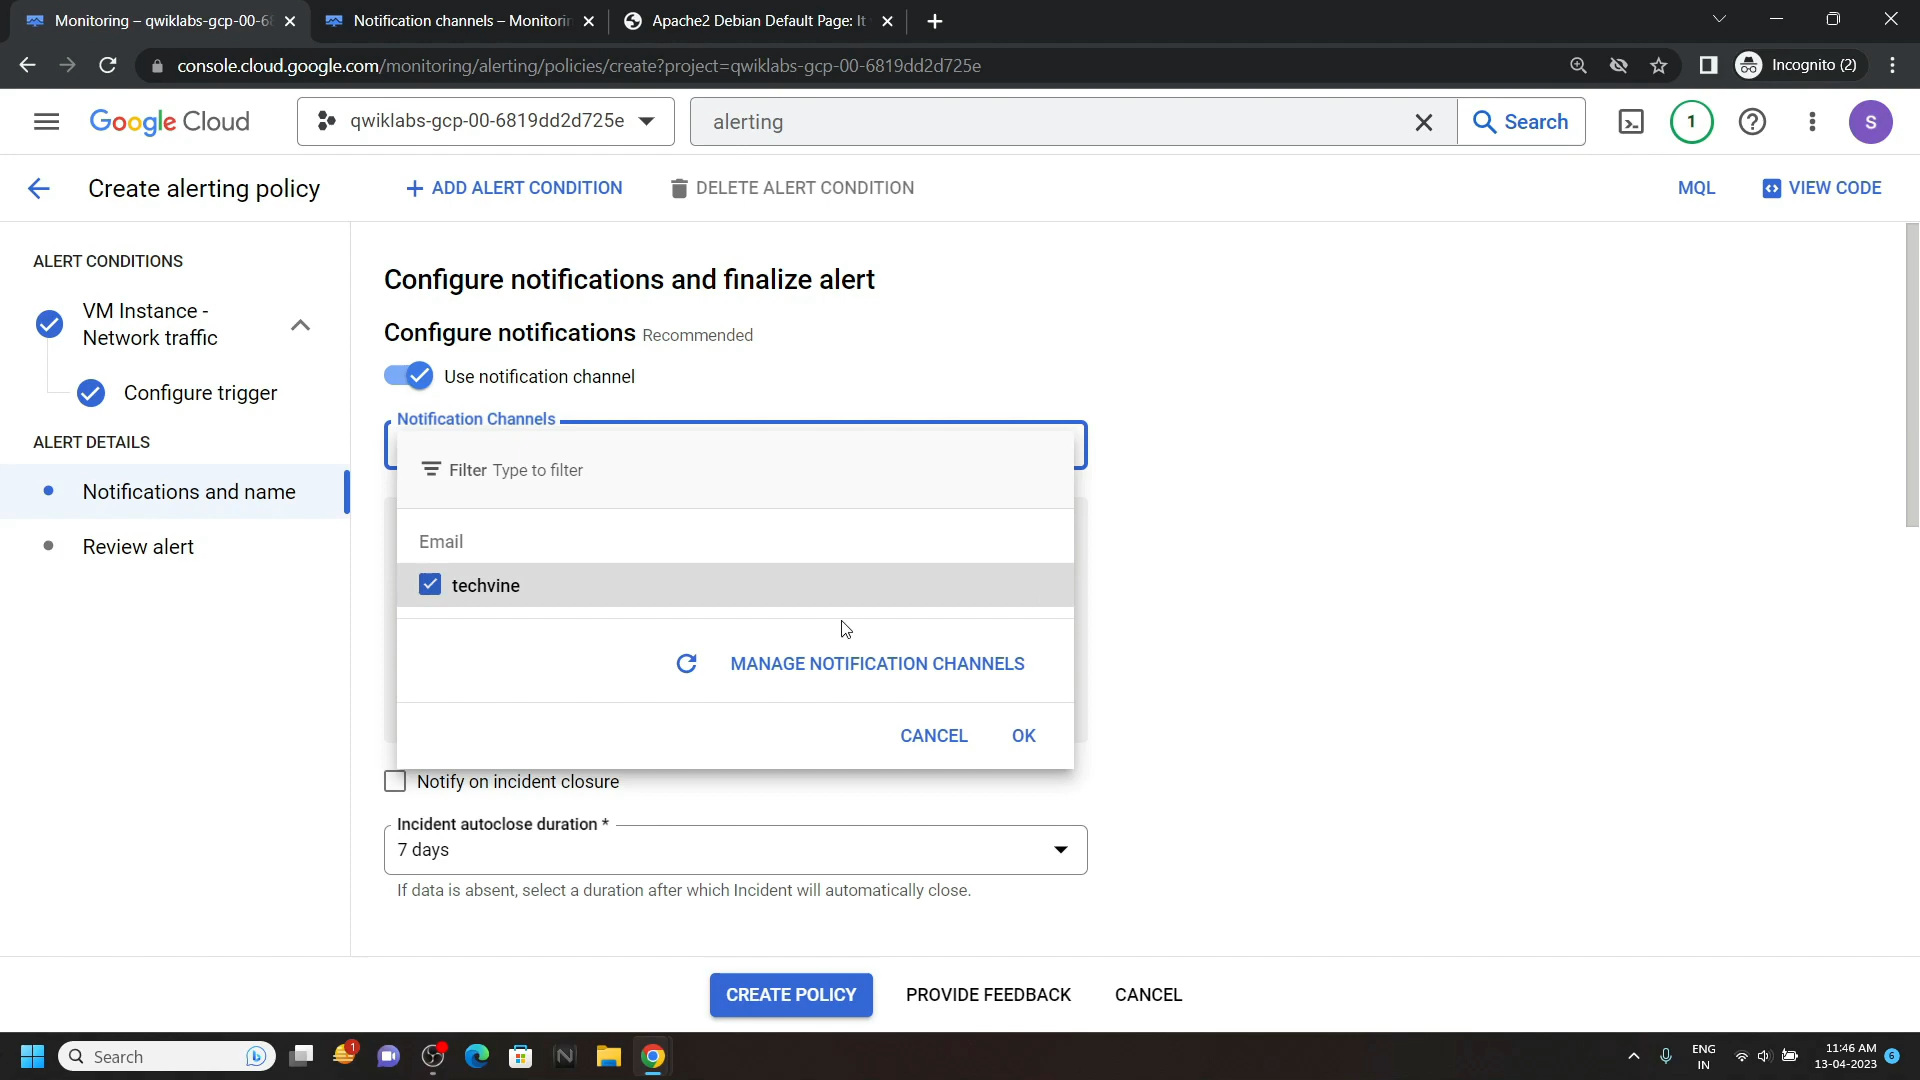 Monitoring – qwiklabs-gcp-00-6
Notification channels – Monitorin
Apache2 Debian Default Page: It
console.cloud.google.com/monitoring/alerting/policies/create?project=qwiklabs-gcp-00-6819dd2d725e
Incognito (2)
Google Cloud
qwiklabs-gcp-00-6819dd2d725e
alerting
Search
1
S
Create alerting policy
ADD ALERT CONDITION
DELETE ALERT CONDITION
MQL
VIEW CODE
ALERT CONDITIONS
VM Instance -
Network traffic
Configure trigger
ALERT DETAILS
Notifications and name
Review alert
Configure notifications and finalize alert
Configure notifications Recommended
Use notification channel
Notification Channels
Filter Type to filter
Email
techvine
MANAGE NOTIFICATION CHANNELS
CANCEL
OK
Notify on incident closure
Incident autoclose duration *
7 days
If data is absent, select a duration after which Incident will automatically close.
CREATE POLICY
PROVIDE FEEDBACK
CANCEL
Search
1
ENG
IN
11:46 AM
13-04-2023
6